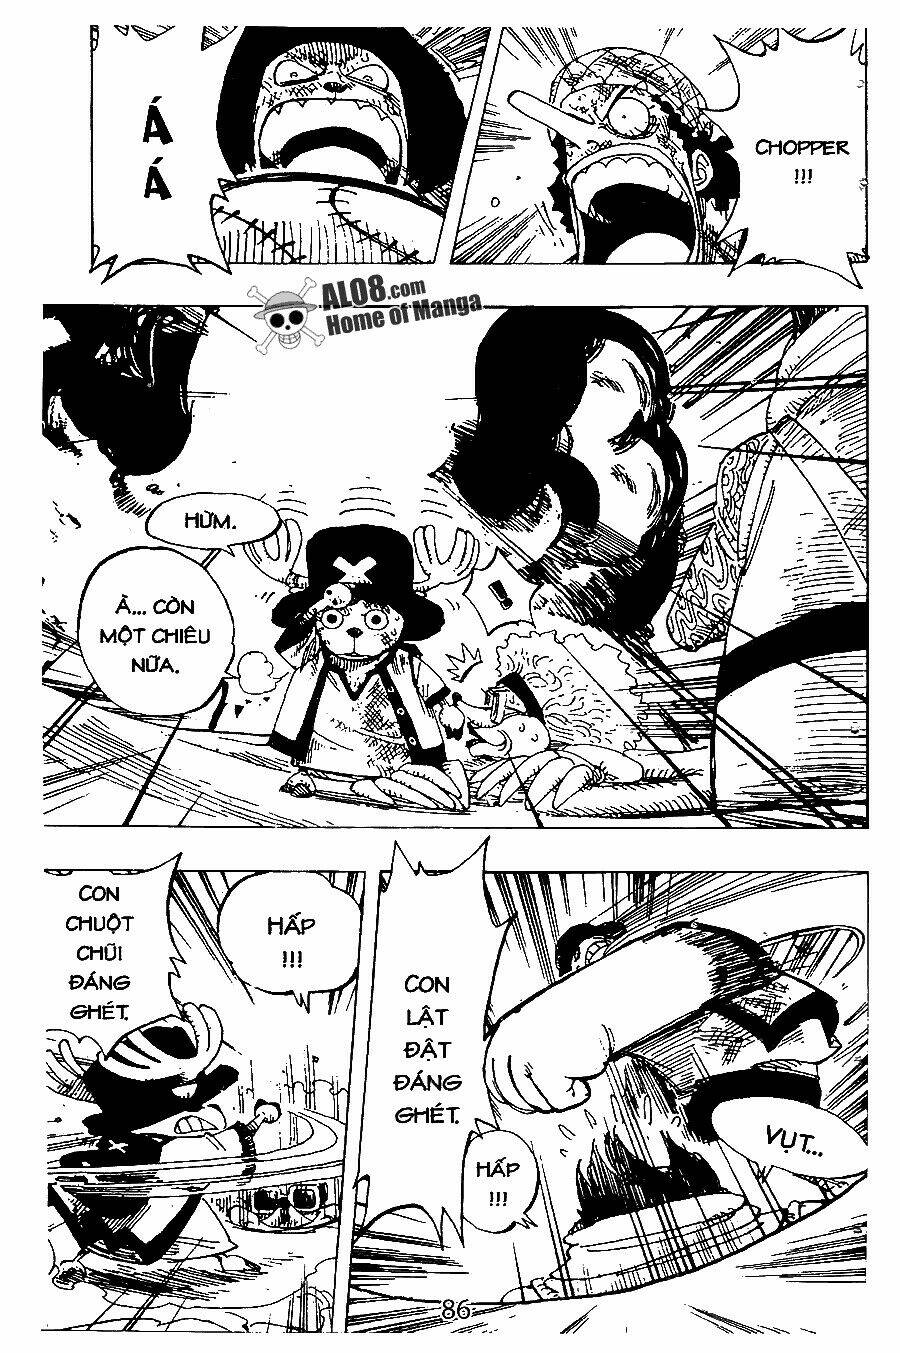 Á
Á
CHOPPER
!!!
AL08.com
Home of Manga
HỪM.
À... CÒN
MỘT CHIÊU
NỮA.
CON
CHUỘT
CHŨI
ĐÁNG
GHÉT.
HẤP
!!!
CON
LẬT
ĐẬT
ĐÁNG
GHÉT.
HẤP
!!!
VỤT...
86